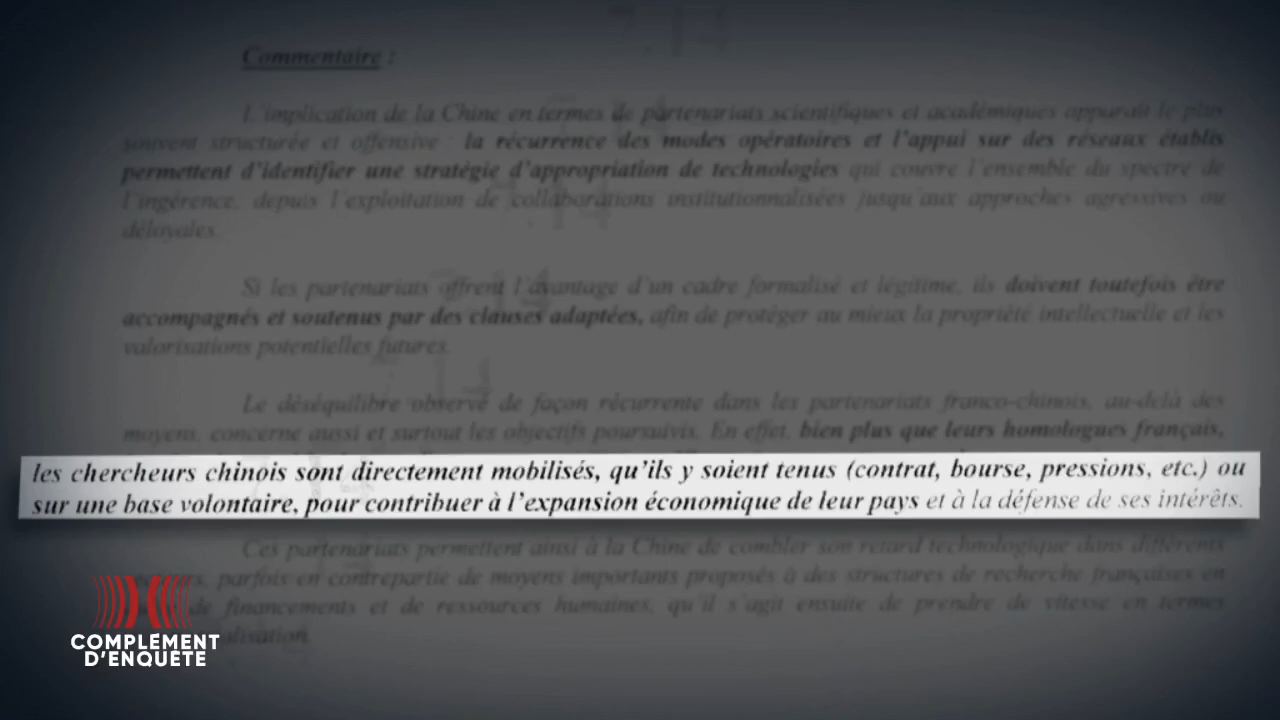 Commentaire :
L'implication de la Chine en termes de partenariats scientifiques et académiques apparaît le plus
souvent structurée et offensive : la récurrence des modes opératoires et l'appui sur des réseaux établis
permettent d'identifier une stratégie d'appropriation de technologies qui couvre l'ensemble du spectre de
l'ingérence, depuis l'exploitation de collaborations institutionnalisées jusqu'aux approches agressives ou
déloyales.
Si les partenariats offrent l'avantage d'un cadre formalisé et légitime, ils doivent toutefois être
accompagnés et soutenus par des clauses adaptées, afin de protéger au mieux la propriété intellectuelle et les
valorisations potentielles futures.
Le déséquilibre observé de façon récurrente dans les partenariats franco-chinois, au-delà des
moyens, concerne aussi et surtout les objectifs poursuivis. En effet, bien plus que leurs homologues français,
les chercheurs chinois sont directement mobilisés, qu'ils y soient tenus (contrat, bourse, pressions, etc.) ou
sur une base volontaire, pour contribuer à l'expansion économique de leur pays et à la défense de ses intérêts.
Ces partenariats permettent ainsi à la Chine de combler son retard technologique dans différents
parfois en contrepartie de moyens importants proposés à des structures de recherche françaises en
de financements et de ressources humaines, qu'il s'agit ensuite de prendre de vitesse en termes
COMPLÉMENT
D'ENQUÊTE